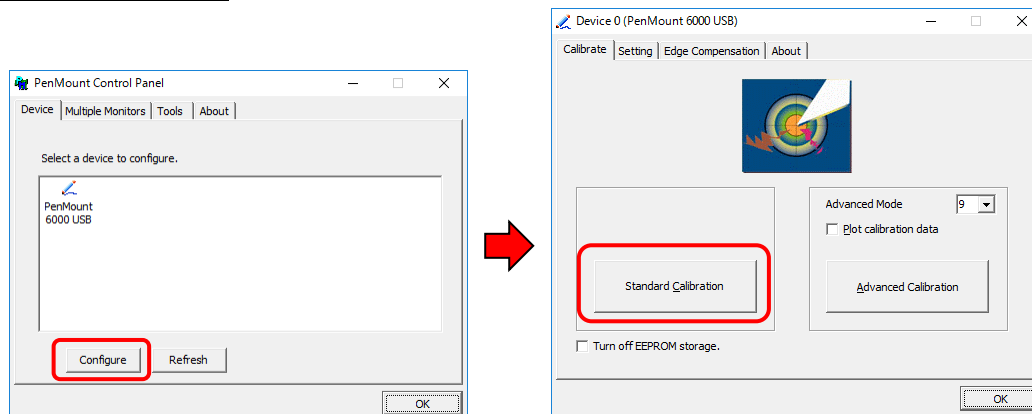 PenMount Control Panel
Device Multiple Monitors Tools About
Select a device to configure.
PenMount
6000 USB
Configure Refresh
OK
Device 0 (PenMount 6000 USB)
Calibrate Setting Edge Compensation About
Advanced Mode 9
Plot calibration data
Standard Calibration
Advanced Calibration
Turn off EEPROM storage.
OK